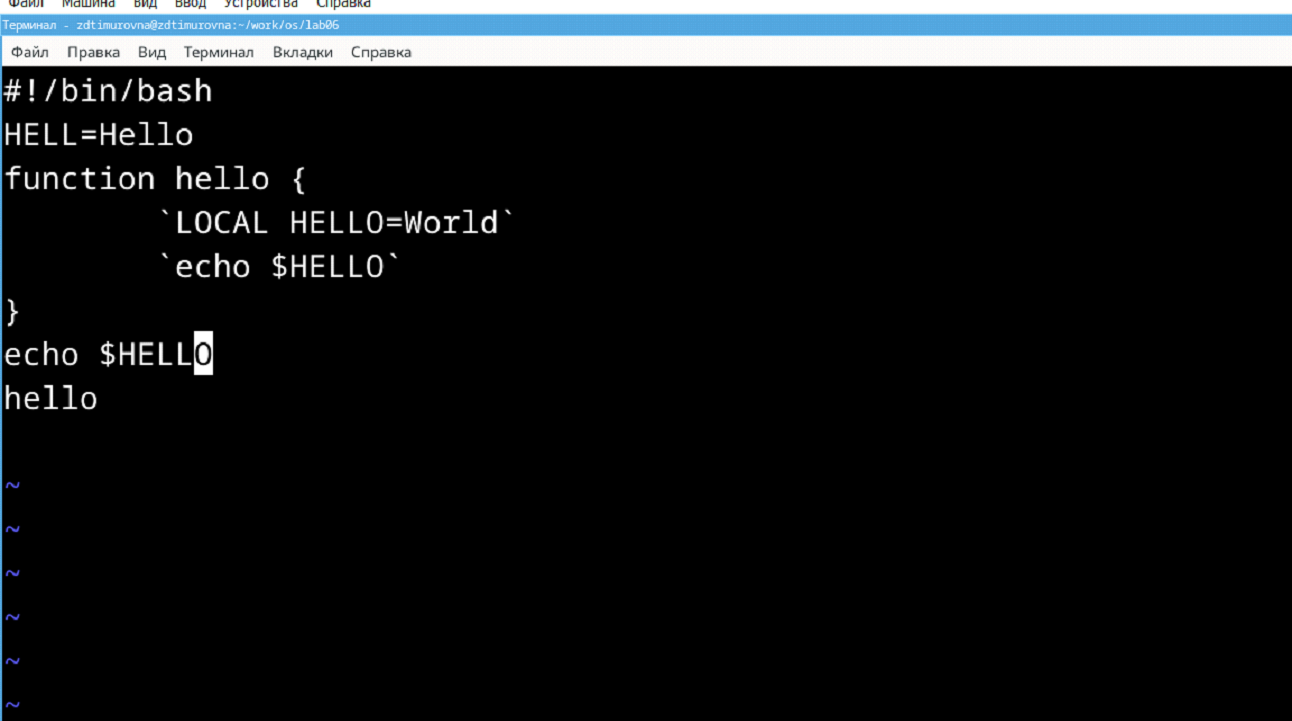 Файл Машина Вид Ввод Устройства Справка
Терминал - zdtimurovna@zdtimurovna:~/work/os/lab06
Файл Правка Вид Терминал Вкладки Справка
#!/bin/bash
HELL=Hello
function hello {
        `LOCAL HELLO=World`
        `echo $HELLO`
}
echo $HELLO
hello
~
~
~
~
~
~